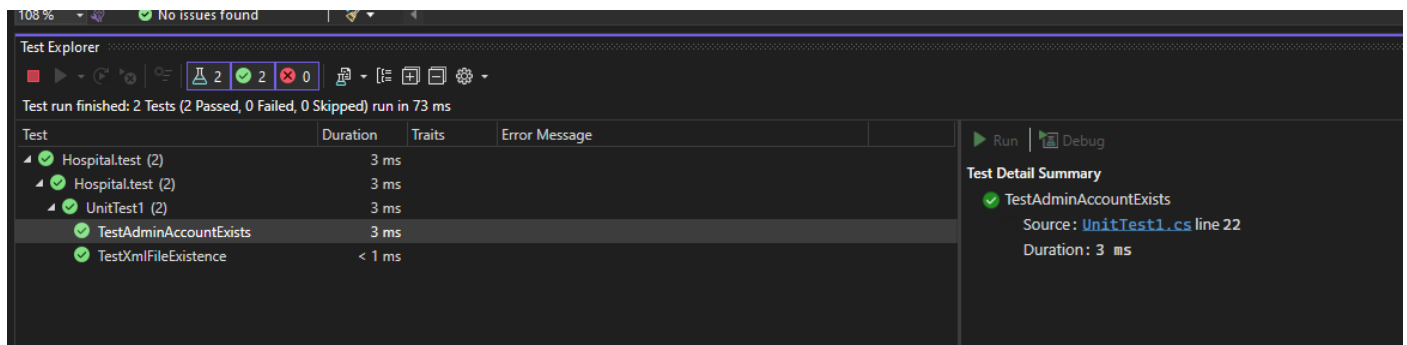 108 % No issues found
Test Explorer
2 2 0
Test run finished: 2 Tests (2 Passed, 0 Failed, 0 Skipped) run in 73 ms
Test Duration Traits Error Message
Hospital.test (2) 3 ms
Hospital.test (2) 3 ms
UnitTest1 (2) 3 ms
TestAdminAccountExists 3 ms
TestXmlFileExistence < 1 ms
Run Debug
Test Detail Summary
TestAdminAccountExists
Source: UnitTest1.cs line 22
Duration: 3 ms